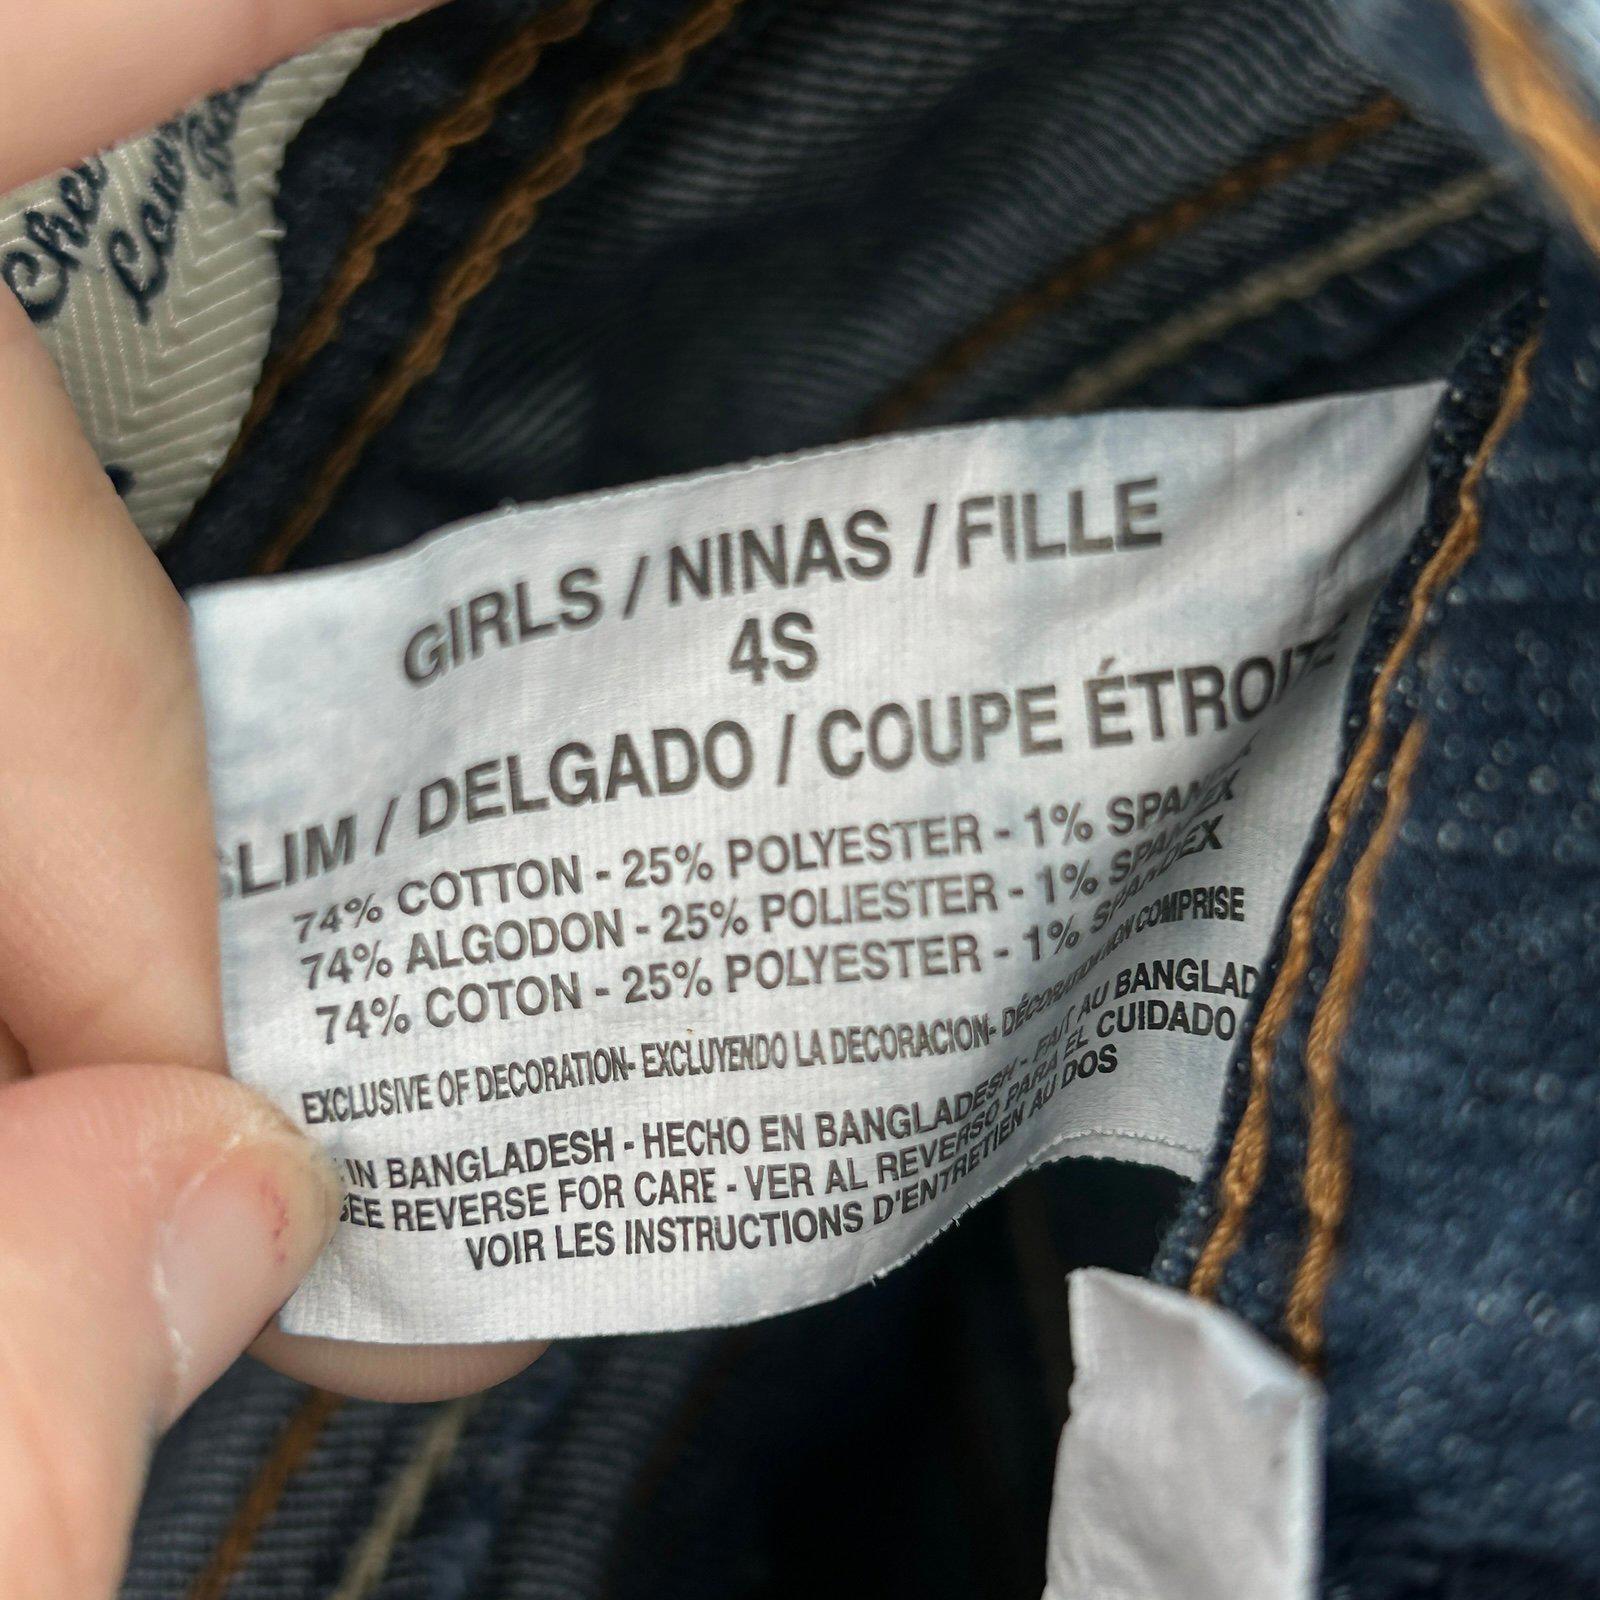 GIRLS / NINAS / FILLE
4S
SLIM / DELGADO / COUPE ÉTROITE
74% COTTON - 25% POLYESTER - 1% SPANDEX
74% ALGODON - 25% POLIESTER - 1% SPANDEX
74% COTON - 25% POLYESTER - 1% SPANDEX
EXCLUSIVE OF DECORATION- EXCLUYENDO LA DECORACION- DÉCORATION NON COMPRISE
IN BANGLADESH - HECHO EN BANGLADESH - FAIT AU BANGLAD
SEE REVERSE FOR CARE - VER AL REVERSO PARA EL CUIDADO
VOIR LES INSTRUCTIONS D'ENTRETIEN AU DOS